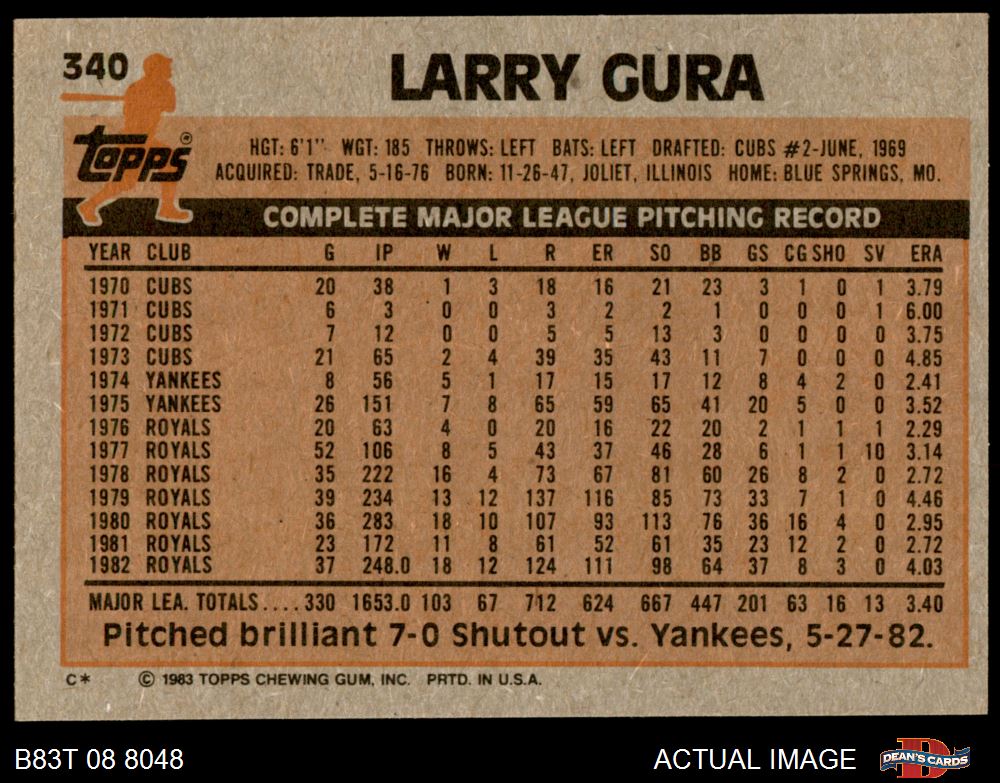 340
LARRY GURA
Topps®
HGT: 6'1" WGT: 185 THROWS: LEFT BATS: LEFT DRAFTED: CUBS #2-JUNE, 1969
ACQUIRED: TRADE, 5-16-76 BORN: 11-26-47, JOLIET, ILLINOIS HOME: BLUE SPRINGS, MO.
COMPLETE MAJOR LEAGUE PITCHING RECORD
YEAR CLUB G IP W L R ER SO BB GS CG SHO SV ERA
1970 CUBS 20 38 1 3 18 16 21 23 3 1 0 1 3.79
1971 CUBS 6 3 0 0 3 2 2 1 0 0 0 1 6.00
1972 CUBS 7 12 0 0 5 5 13 3 0 0 0 0 3.75
1973 CUBS 21 65 2 4 39 35 43 11 7 0 0 0 4.85
1974 YANKEES 8 56 5 1 17 15 17 12 8 4 2 0 2.41
1975 YANKEES 26 151 7 8 65 59 65 41 20 5 0 0 3.52
1976 ROYALS 20 63 4 0 20 16 22 20 2 1 1 1 2.29
1977 ROYALS 52 106 8 5 43 37 46 28 6 1 1 10 3.14
1978 ROYALS 35 222 16 4 73 67 81 60 26 8 2 0 2.72
1979 ROYALS 39 234 13 12 137 116 85 73 33 7 1 0 4.46
1980 ROYALS 36 283 18 10 107 93 113 76 36 16 4 0 2.95
1981 ROYALS 23 172 11 8 61 52 61 35 23 12 2 0 2.72
1982 ROYALS 37 248.0 18 12 124 111 98 64 37 8 3 0 4.03
MAJOR LEA. TOTALS.... 330 1653.0 103 67 712 624 667 447 201 63 16 13 3.40
Pitched brilliant 7-0 Shutout vs. Yankees, 5-27-82.
C* © 1983 TOPPS CHEWING GUM, INC. PRTD. IN U.S.A.
B83T 08 8048 ACTUAL IMAGE DEAN'S CARDS